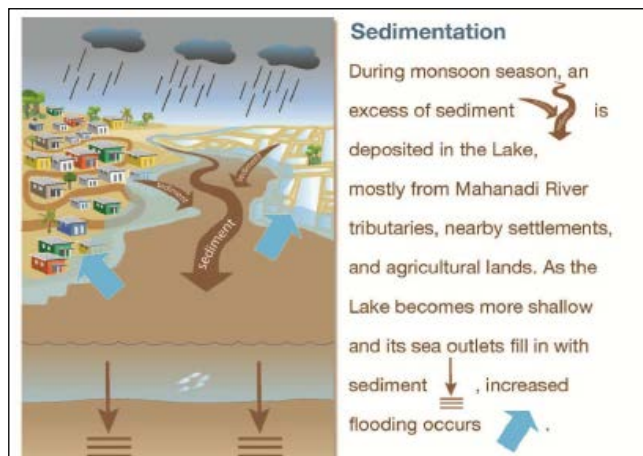 Sedimentation
During monsoon season, an
excess of sediment is
deposited in the Lake,
mostly from Mahanadi River
tributaries, nearby settlements,
and agricultural lands. As the
Lake becomes more shallow
and its sea outlets fill in with
sediment , increased
flooding occurs .
sediment
sediment
sediment